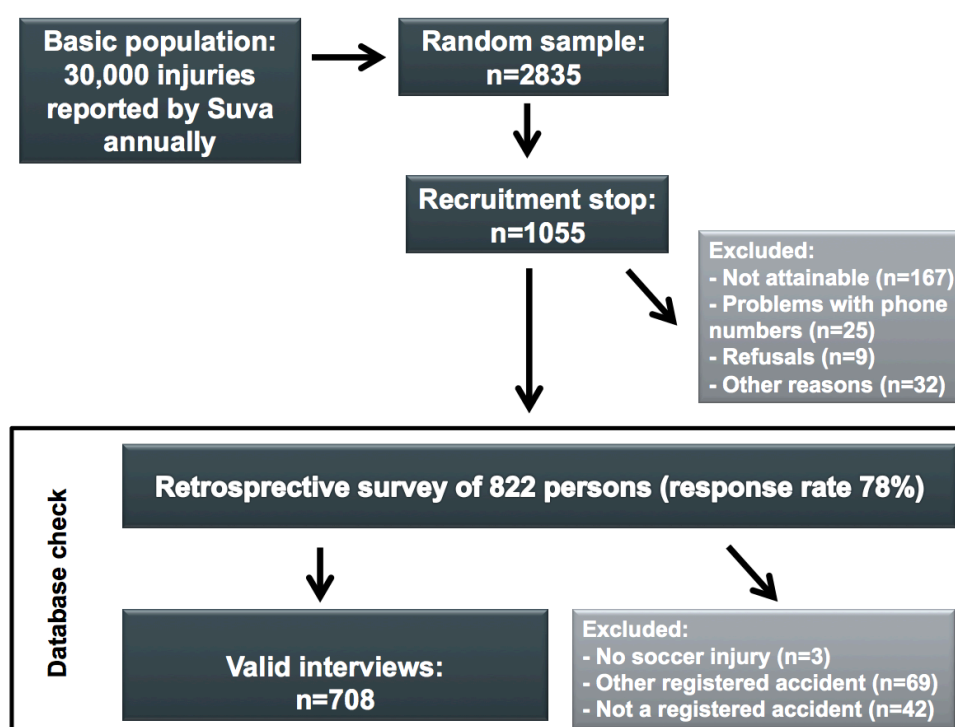 Basic population:
30,000 injuries
reported by Suva
annually
Random sample:
n=2835
Recruitment stop:
n=1055
Excluded:
- Not attainable (n=167)
- Problems with phone
numbers (n=25)
- Refusals (n=9)
- Other reasons (n=32)
Database check
Retrosprective survey of 822 persons (response rate 78%)
Valid interviews:
n=708
Excluded:
- No soccer injury (n=3)
- Other registered accident (n=69)
- Not a registered accident (n=42)